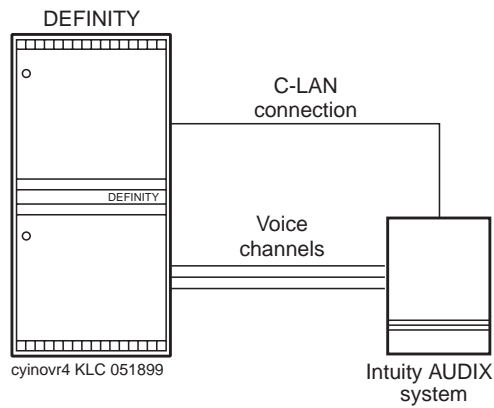 DEFINITY
C-LAN
connection
DEFINITY
Voice
channels
cyinovr4 KLC 051899
Intuity AUDIX
system